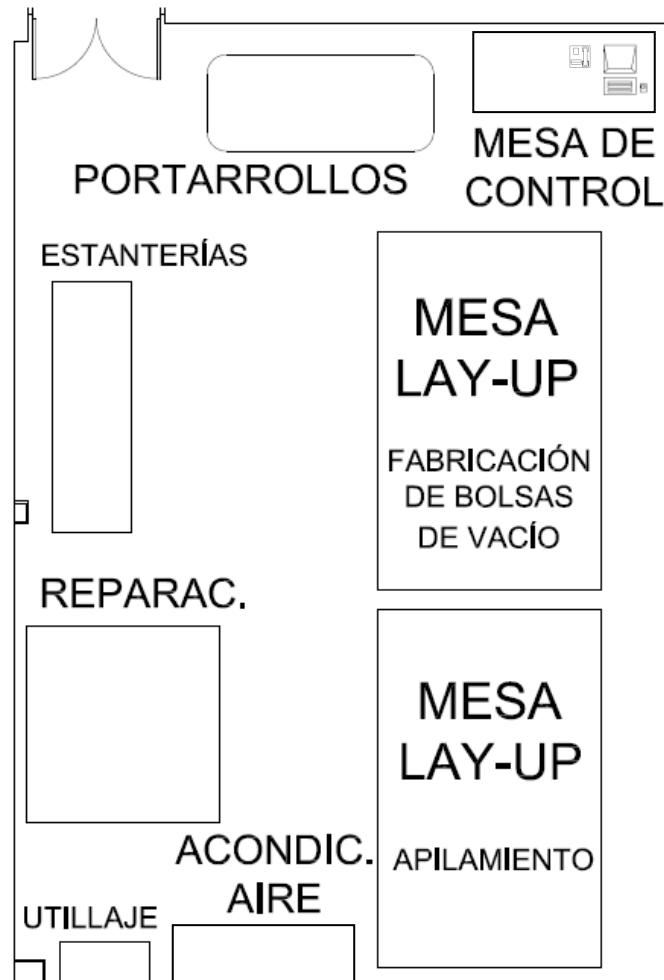 PORTARROLLOS
MESA DE
CONTROL
ESTANTERÍAS
MESA
LAY-UP
FABRICACIÓN
DE BOLSAS
DE VACÍO
REPARAC.
MESA
LAY-UP
APILAMIENTO
ACONDIC.
AIRE
UTILLAJE